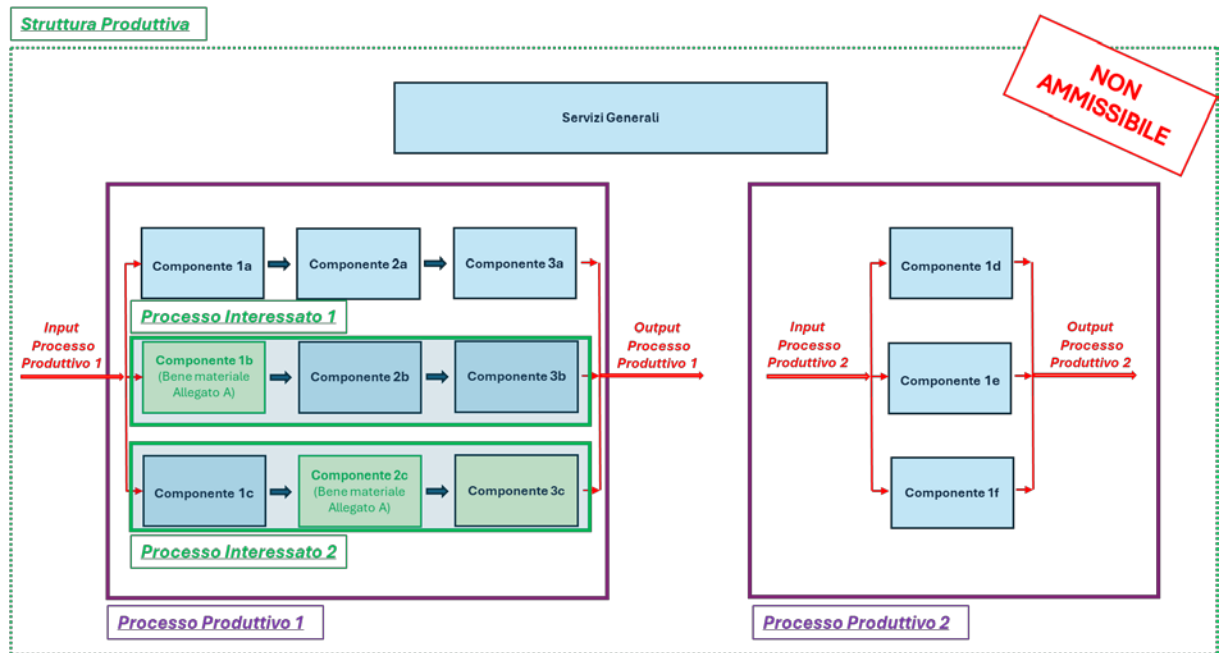 Struttura Produttiva
NON
AMMISSIBILE
Servizi Generali
Componente 1a
Componente 2a
Componente 3a
Processo Interessato 1
Input
Processo
Produttivo 1
Componente 1b
(Bene materiale
Allegato A)
Componente 2b
Componente 3b
Output
Processo
Produttivo 1
Componente 1c
Componente 2c
(Bene materiale
Allegato A)
Componente 3c
Processo Interessato 2
Processo Produttivo 1
Componente 1d
Input
Processo
Produttivo 2
Componente 1e
Output
Processo
Produttivo 2
Componente 1f
Processo Produttivo 2